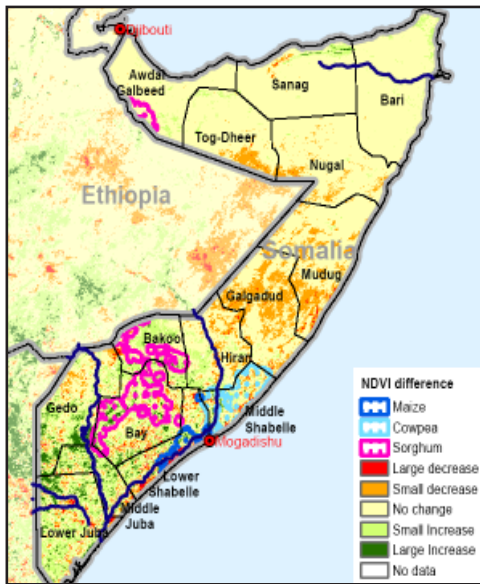 Djibouti
Awdal
Galbeed
Sanag
Bari
Tog-Dheer
Nugal
Ethiopia
Somalia
Mudug
Galgadud
Bakool
Hiran
Gedo
Bay
Middle
Shabelle
Mogadishu
Lower
Shabelle
Middle
Juba
Lower Juba
NDVI difference
Maize
Cowpea
Sorghum
Large decrease
Small decrease
No change
Small Increase
Large Increase
No data